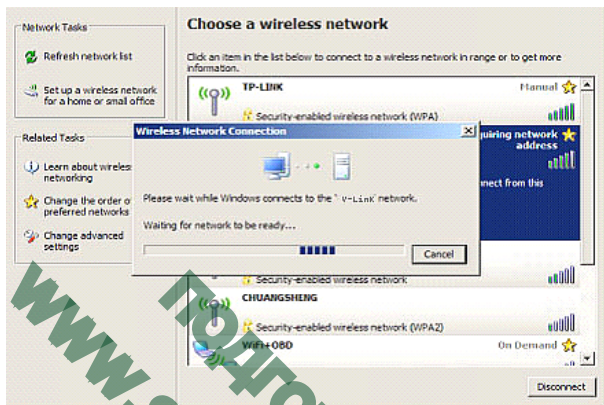 Network Tasks
Refresh network list
Set up a wireless network
for a home or small office
Related Tasks
Learn about wireless
networking
Change the order o
preferred networks
Change advanced
settings
Choose a wireless network
Click an item in the list below to connect to a wireless network in range or to get more
information.
TP-LINK
Manual
Security-enabled wireless network (WPA)
quiring network
address
nnect from this
Wireless Network Connection
Please wait while Windows connects to the 'V-Link' network.
Waiting for network to be ready...
Cancel
Security-enabled wireless network
CHUANGSHENG
Security-enabled wireless network (WPA2)
WiFi+OBD
On Demand
Disconnect
www.